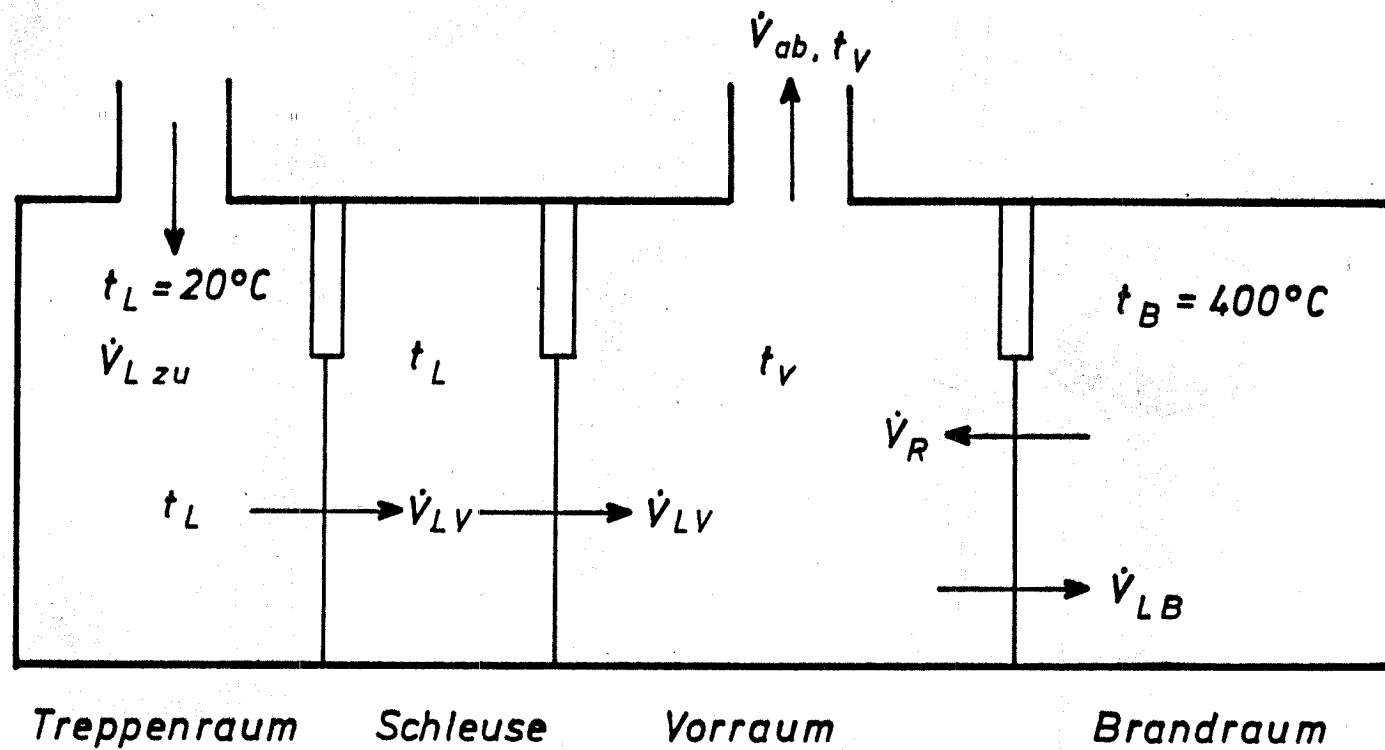 V̇ab, tV
tL = 20°C
V̇L zu
tL
tV
tB = 400°C
V̇R
tL
V̇LV
V̇LV
V̇LB
Treppenraum
Schleuse
Vorraum
Brandraum